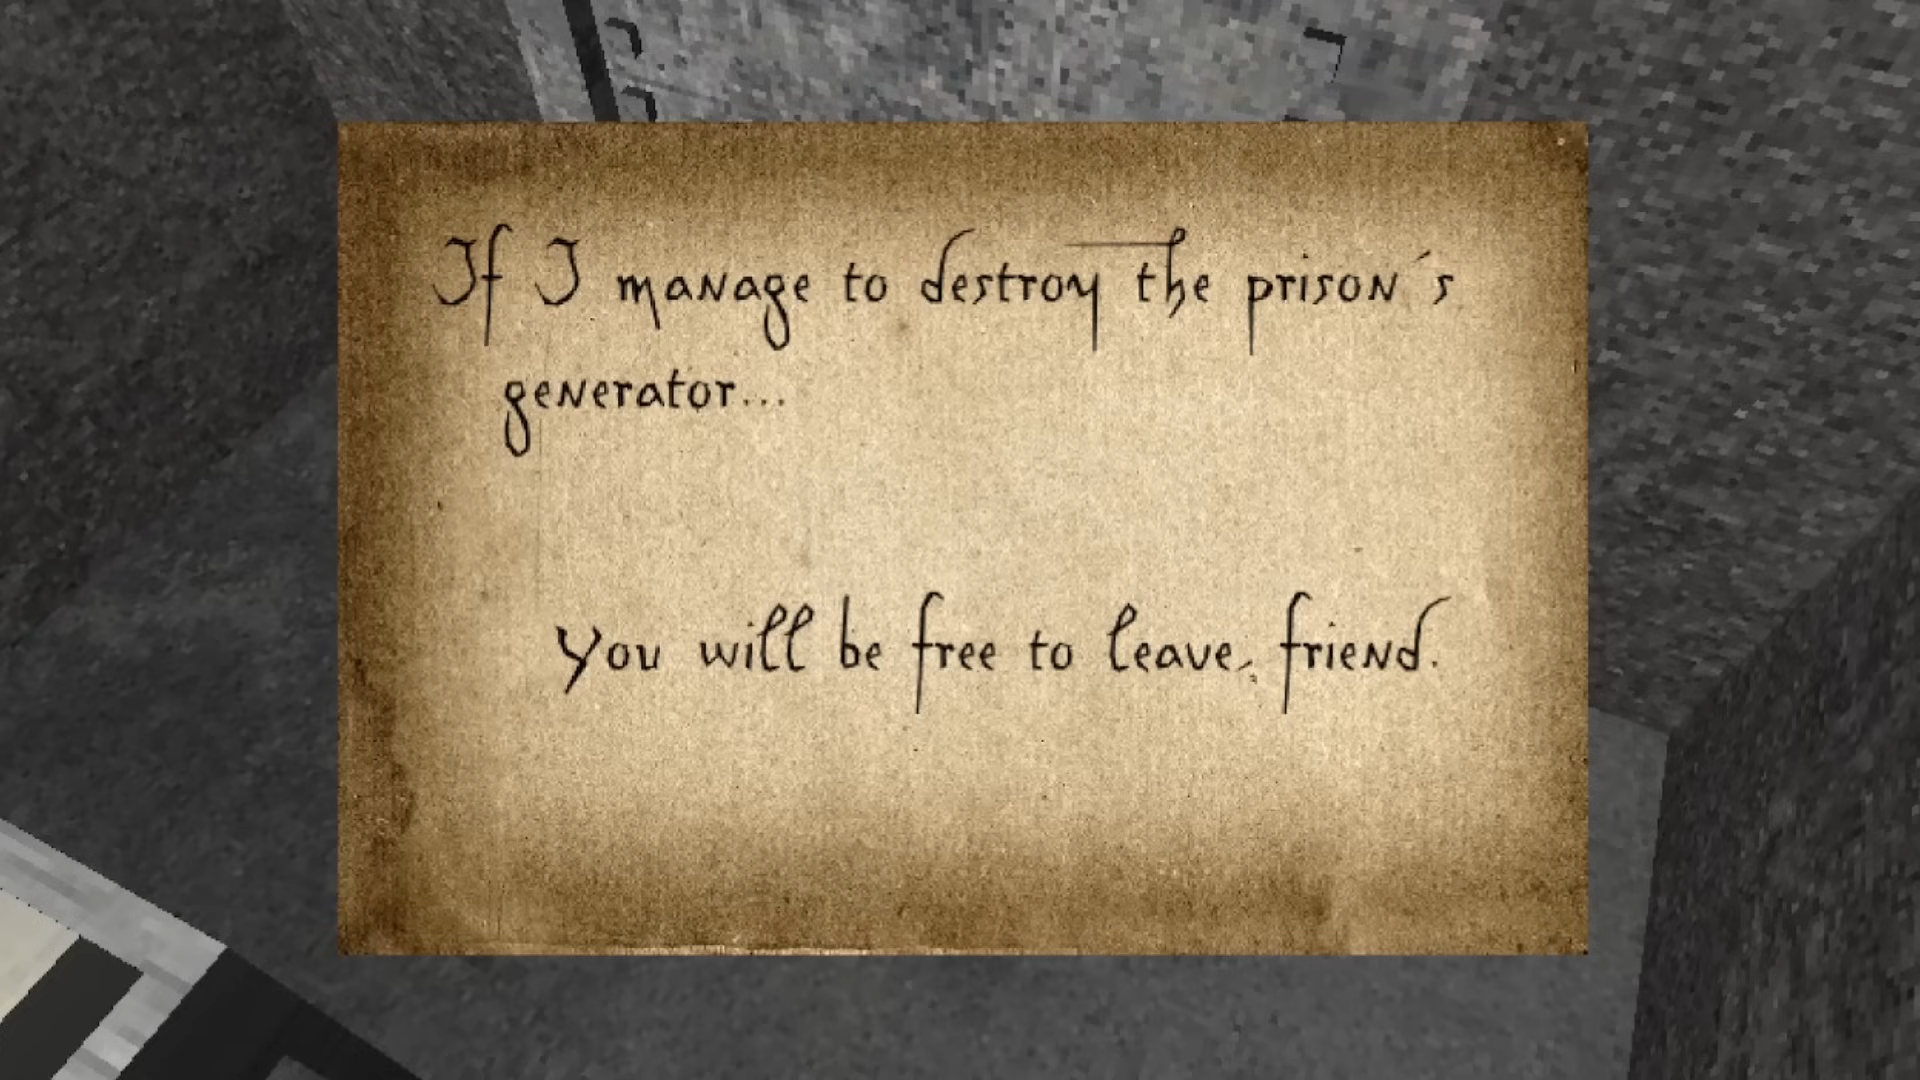 If I manage to destroy the prison´s
generator...
You will be free to leave, friend.